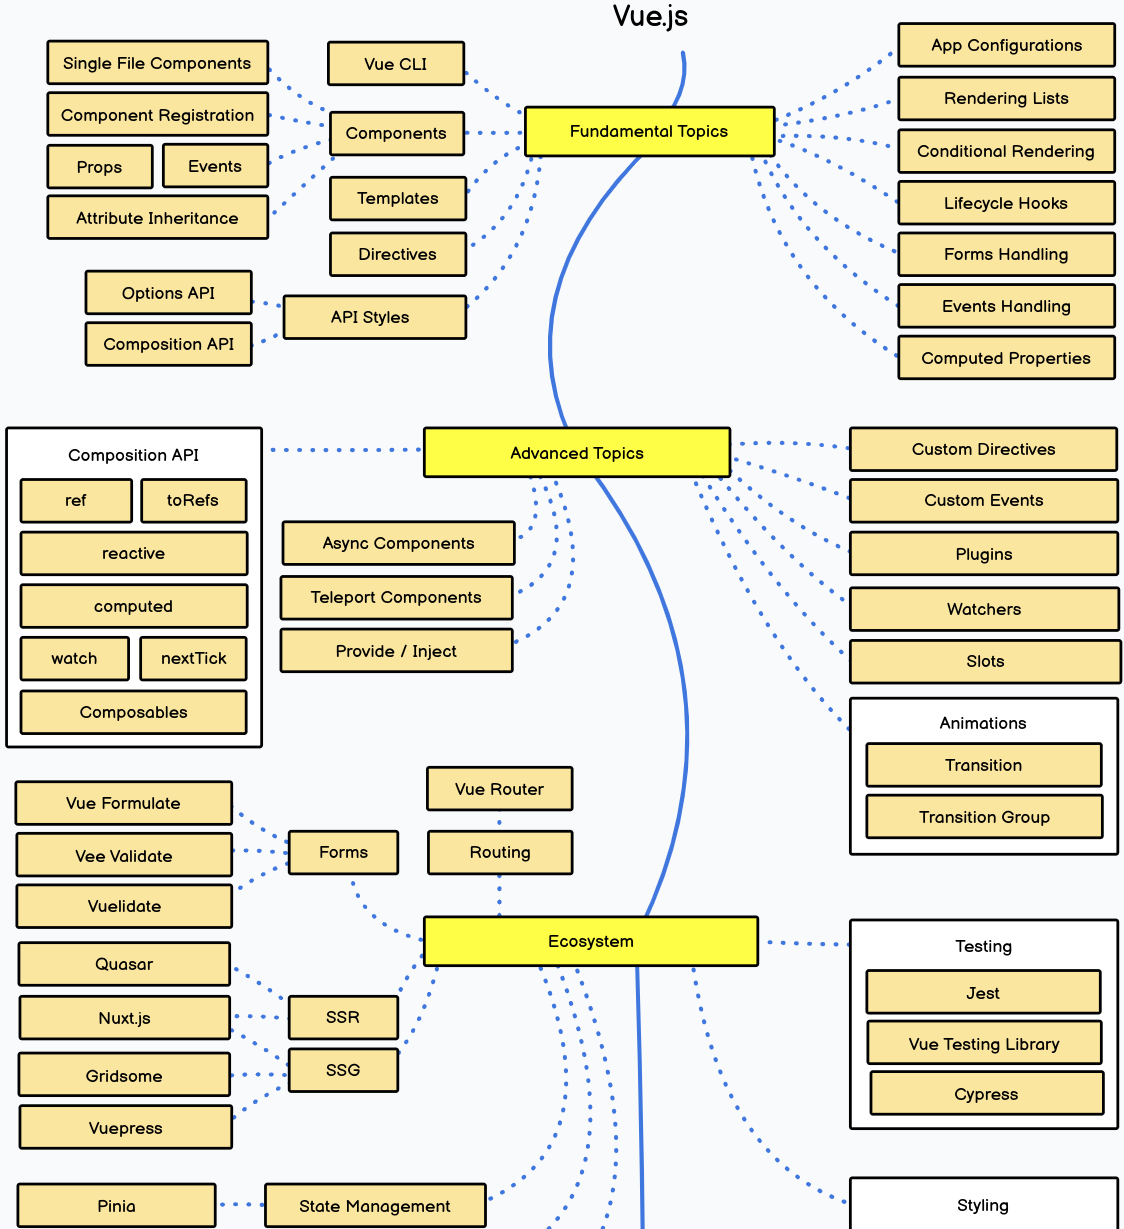 Vue.js
Fundamental Topics
Vue CLI
Components
Single File Components
Component Registration
Props
Events
Attribute Inheritance
Templates
Directives
API Styles
Options API
Composition API
App Configurations
Rendering Lists
Conditional Rendering
Lifecycle Hooks
Forms Handling
Events Handling
Computed Properties
Advanced Topics
Composition API
ref
toRefs
reactive
computed
watch
nextTick
Composables
Async Components
Teleport Components
Provide / Inject
Custom Directives
Custom Events
Plugins
Watchers
Slots
Animations
Transition
Transition Group
Ecosystem
Vue Router
Routing
Forms
Vue Formulate
Vee Validate
Vuelidate
SSR
SSG
Quasar
Nuxt.js
Gridsome
Vuepress
Pinia
State Management
Testing
Jest
Vue Testing Library
Cypress
Styling